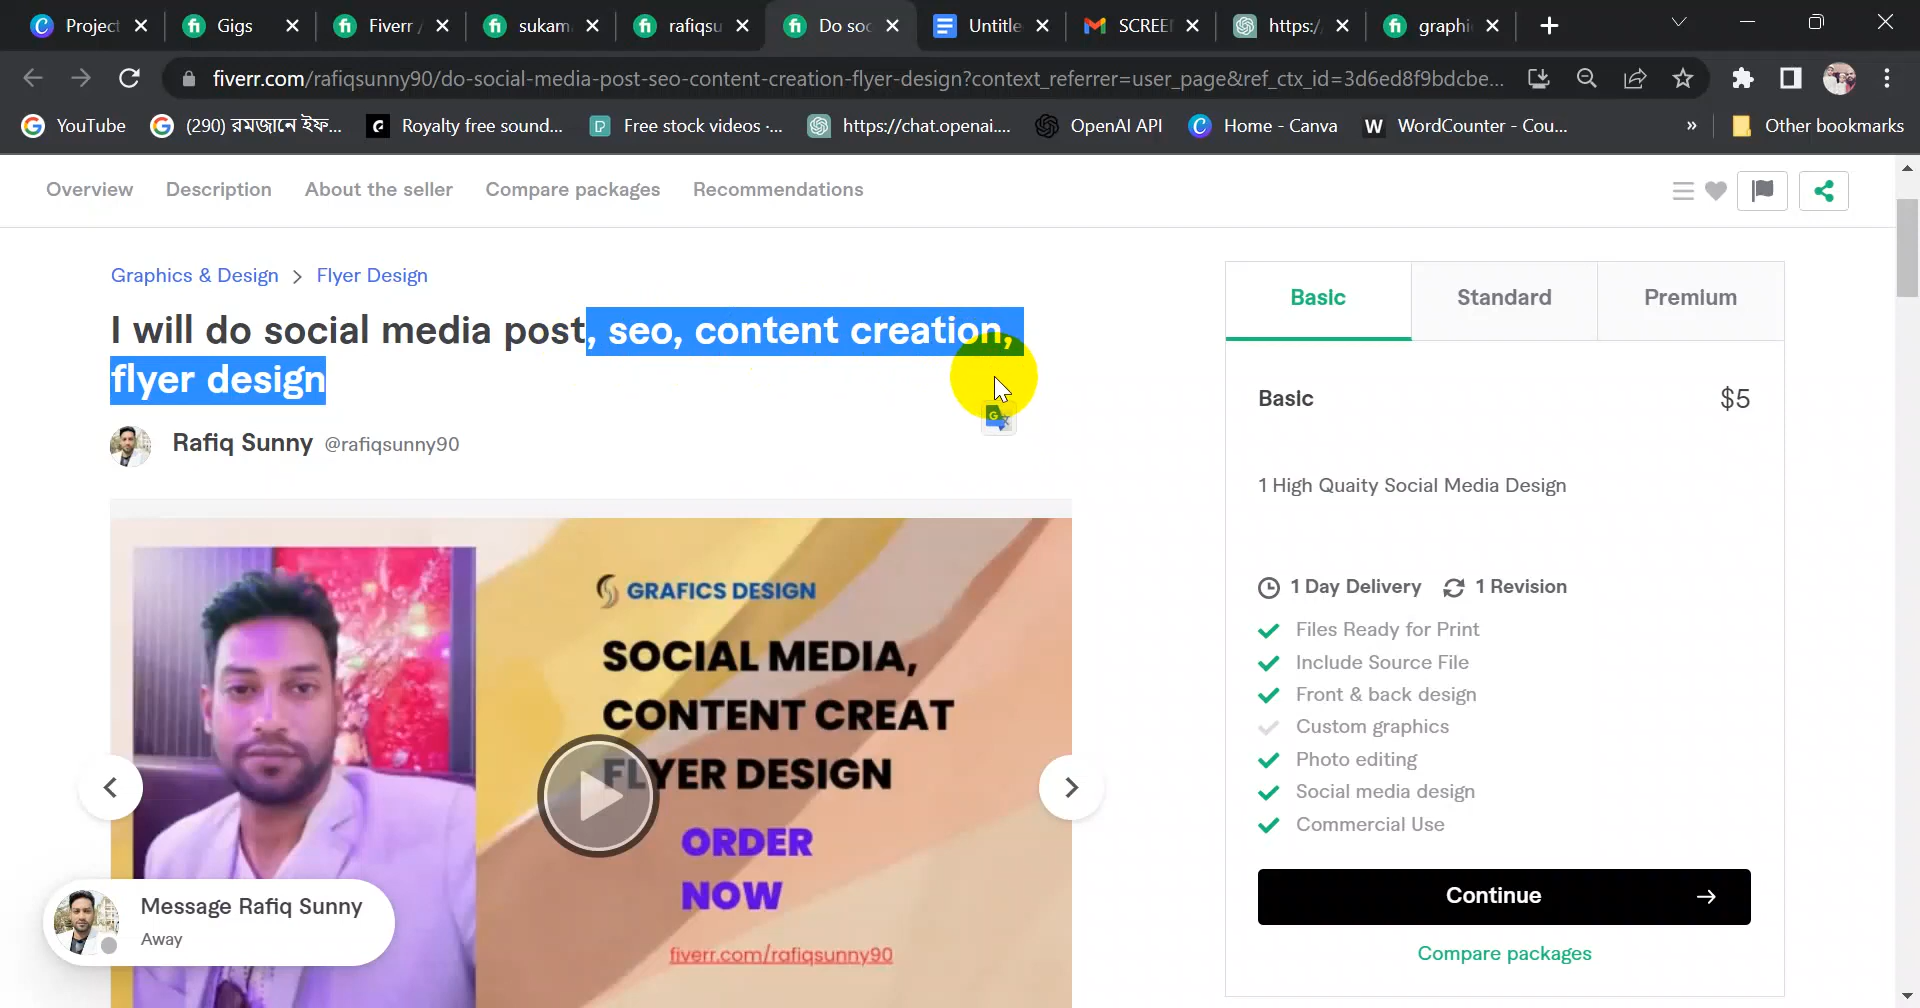 Project
Gigs
Fiverr /
sukam
rafiqsu
Do soc
Untitle
SCREE
https:/
graphi
fiverr.com/rafiqsunny90/do-social-media-post-seo-content-creation-flyer-design?context_referrer=user_page&ref_ctx_id=3d6ed8f9bdcbe...
YouTube
(290) রমজানে ইফ...
Royalty free sound...
Free stock videos ·...
https://chat.openai....
OpenAI API
Home - Canva
W WordCounter - Cou...
»
Other bookmarks
Overview
Description
About the seller
Compare packages
Recommendations
Graphics & Design > Flyer Design
I will do social media post, seo, content creation,
flyer design
Rafiq Sunny @rafiqsunny90
GRAFICS DESIGN
SOCIAL MEDIA,
CONTENT CREAT
FLYER DESIGN
ORDER
NOW
fiverr.com/rafiqsunny90
Message Rafiq Sunny
Away
Basic
Standard
Premium
Basic $5
1 High Quaity Social Media Design
1 Day Delivery 1 Revision
Files Ready for Print
Include Source File
Front & back design
Custom graphics
Photo editing
Social media design
Commercial Use
Continue →
Compare packages